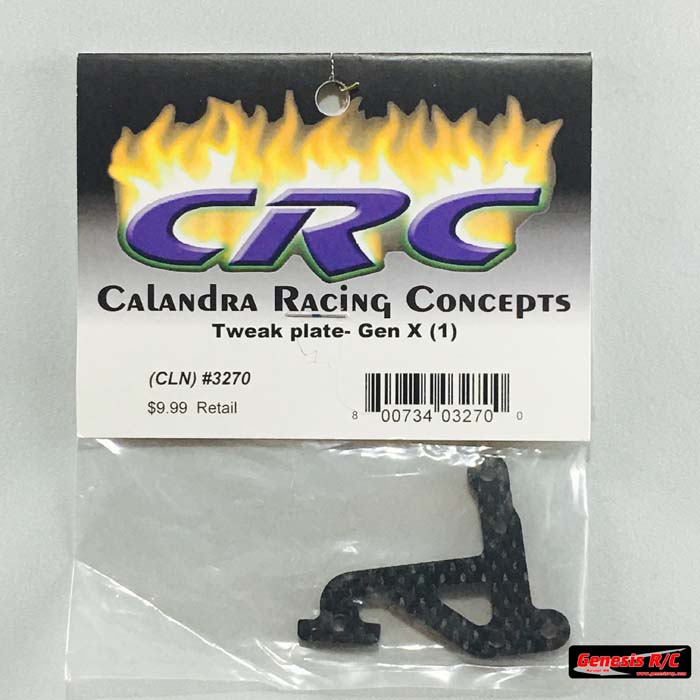 CRC
Calandra Racing Concepts
Tweak plate- Gen X (1)
(CLN) #3270
$9.99 Retail
8 00734 03270 0
Genesis R/C